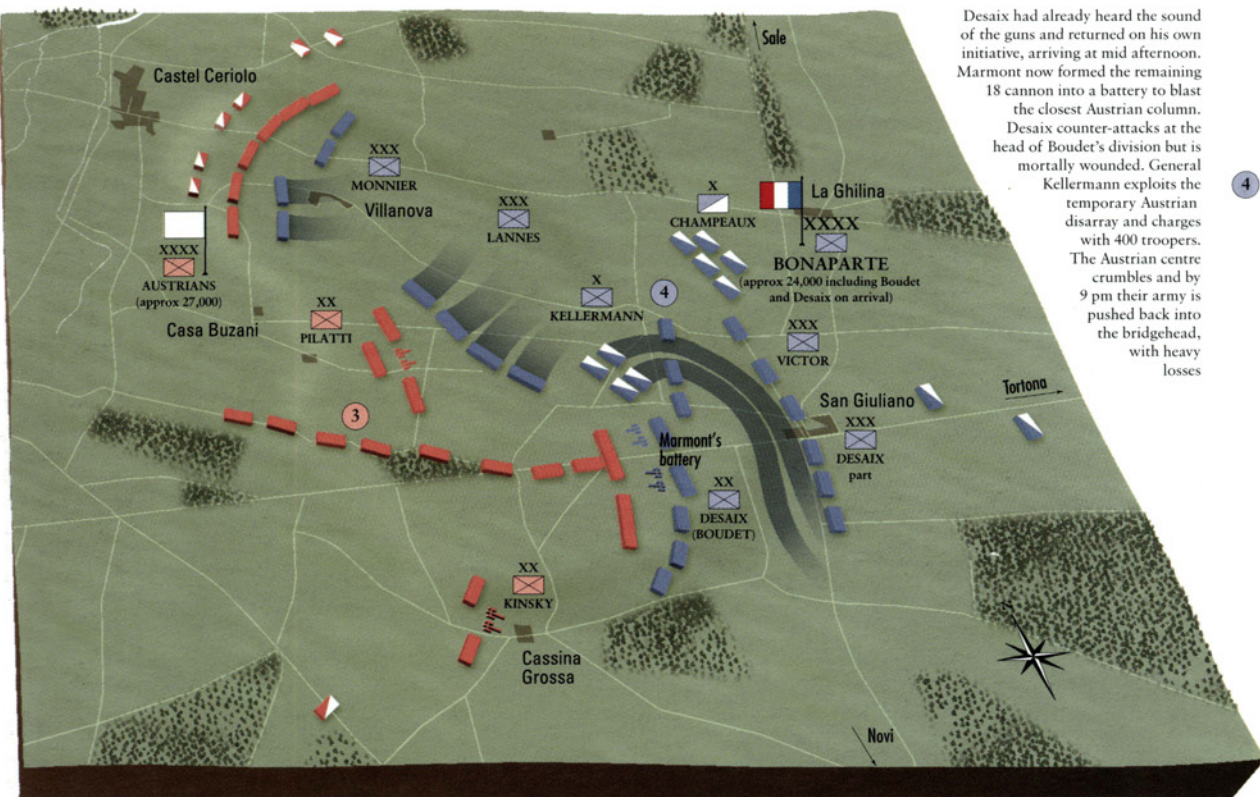 Desaix had already heard the sound
of the guns and returned on his own
initiative, arriving at mid afternoon.
Marmont now formed the remaining
18 cannon into a battery to blast
the closest Austrian column.
Desaix counter-attacks at the
head of Boudet's division but is
mortally wounded. General
Kellermann exploits the
temporary Austrian
disarray and charges
with 400 troopers.
The Austrian centre
crumbles and by
9 pm their army is
pushed back into
the bridgehead,
with heavy
losses
4
Sale
Castel Ceriolo
XXX
MONNIER
Villanova
XXX
LANNES
X
CHAMPEAUX
La Ghilina
XXXX
BONAPARTE
(approx 24,000 including Boudet
and Desaix on arrival)
XXXX
AUSTRIANS
(approx 27,000)
Casa Buzani
XX
PILATTI
X
KELLERMANN
4
XXX
VICTOR
San Giuliano
Tortona
XXX
DESAIX
part
3
Marmont's
battery
XX
DESAIX
(BOUDET)
XX
KINSKY
Cassina
Grossa
N
Novi